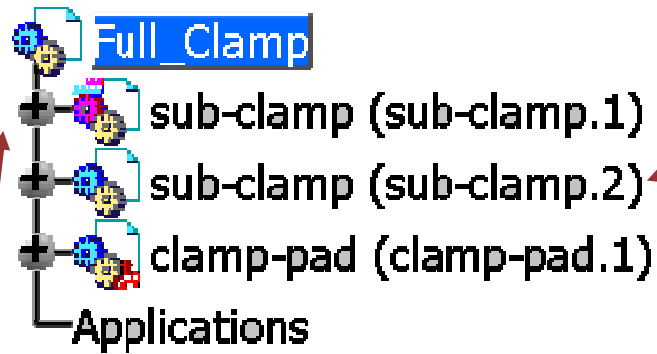 Full_Clamp
sub-clamp (sub-clamp.1)
sub-clamp (sub-clamp.2)
clamp-pad (clamp-pad.1)
Applications